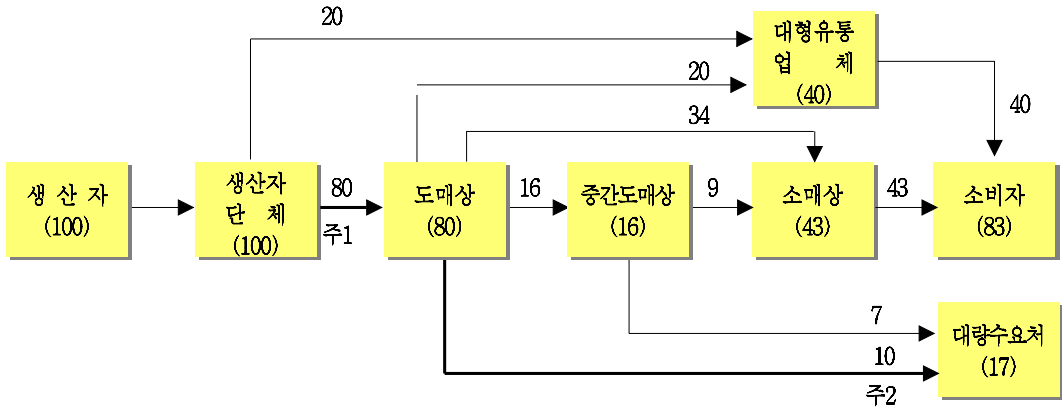 20
대형유통
업 체
(40)
20
40
34
생 산 자
(100)
생산자
단 체
(100)
80
주1
도매상
(80)
16
중간도매상
(16)
9
소매상
(43)
43
소비자
(83)
7
대량수요처
(17)
10
주2